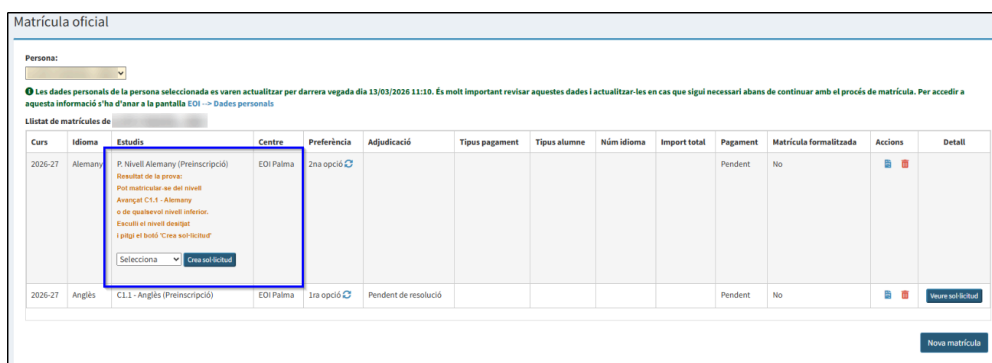 Matrícula oficial
Persona:
Les dades personals de la persona seleccionada es varen actualitzar per darrera vegada dia 13/03/2026 11:10. És molt important revisar aquestes dades i actualitzar-les en cas que sigui necessari abans de continuar amb el procés de matrícula. Per accedir a
aquesta informació s'ha d'anar a la pantalla EOI --> Dades personals
Llistat de matrícules de
Curs Idioma Estudis Centre Preferència Adjudicació Tipus pagament Tipus alumne Núm idioma Import total Pagament Matrícula formalitzada Accions Detall
2026-27 Alemany P. Nivell Alemany (Preinscripció) EOI Palma 2na opció Pendent No
Resultat de la prova:
Pot matricular-se del nivell
Avançat C1.1 - Alemany
o de qualsevol nivell inferior.
Esculli el nivell desitjat
i pitgi el botó 'Crea sol·licitud'
Selecciona Crea sol·licitud
2026-27 Anglès C1.1 - Anglès (Preinscripció) EOI Palma 1ra opció Pendent de resolució Pendent No Veure sol·licitud
Nova matrícula